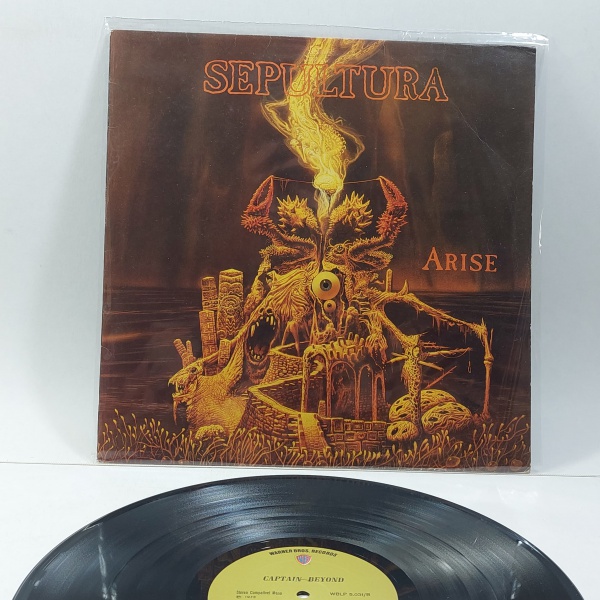 SEPULTURA
ARISE
WARNER BROS. RECORDS
CAPTAIN BEYOND